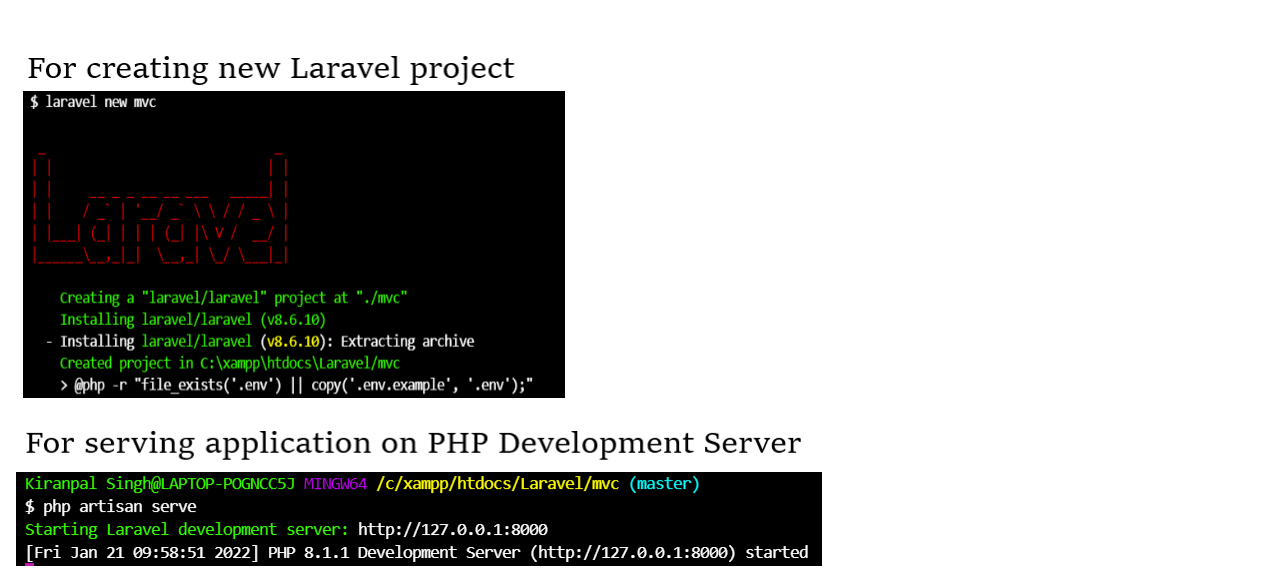 For creating new Laravel project
$ laravel new mvc
Laravel
Creating a "laravel/laravel" project at "./mvc"
Installing laravel/laravel (v8.6.10)
- Installing laravel/laravel (v8.6.10): Extracting archive
Created project in C:\xampp\htdocs\Laravel/mvc
> @php -r "file_exists('.env') || copy('.env.example', '.env');"
For serving application on PHP Development Server
Kiranpal Singh@LAPTOP-POGNCC5J MINGW64 /c/xampp/htdocs/Laravel/mvc (master)
$ php artisan serve
Starting Laravel development server: http://127.0.0.1:8000
[Fri Jan 21 09:58:51 2022] PHP 8.1.1 Development Server (http://127.0.0.1:8000) started